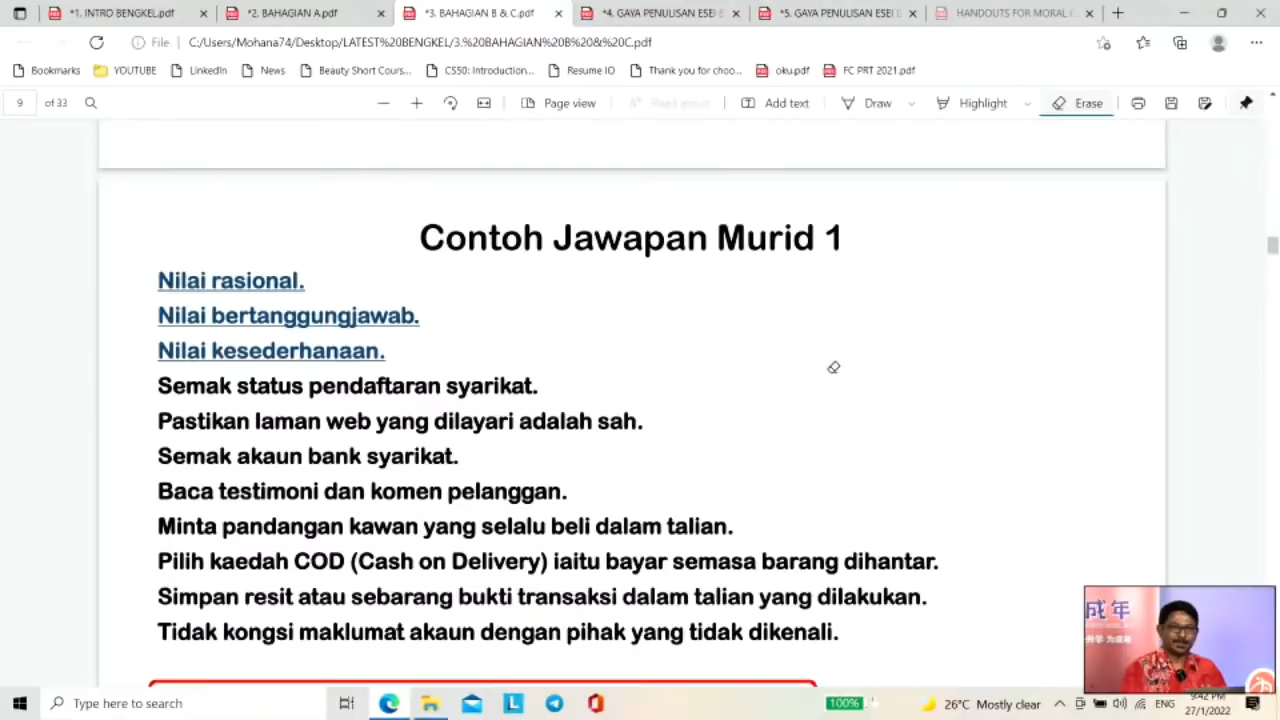 *1, INTRO BENGKEL.pdf
*2. BAHAGIAN A.pdf
*3. BAHAGIAN B & C.pdf
*4. GAYA PENULISAN ESEI B
*5. GAYA PENULISAN ESEI
HANDOUTS FOR MORAL
File
C:/Users/Mohana74/Desktop/LATEST%20BENGKEL/3.%20BAHAGIAN%20B%20&%20C.pdf
Bookmarks
YOUTUBE
LinkedIn
News
Beauty Short Cours...
CS50: Introduction...
Resume IO
Thank you for choo...
oku.pdf
FC PRT 2021.pdf
9 of 33
Page view
Read aloud
Add text
Draw
Highlight
Erase
Contoh Jawapan Murid 1
Nilai rasional.
Nilai bertanggungjawab.
Nilai kesederhanaan.
Semak status pendaftaran syarikat.
Pastikan laman web yang dilayari adalah sah.
Semak akaun bank syarikat.
Baca testimoni dan komen pelanggan.
Minta pandangan kawan yang selalu beli dalam talian.
Pilih kaedah COD (Cash on Delivery) iaitu bayar semasa barang dihantar.
Simpan resit atau sebarang bukti transaksi dalam talian yang dilakukan.
Tidak kongsi maklumat akaun dengan pihak yang tidak dikenali.
成年
Type here to search
100%
26°C Mostly clear
ENG
9:42 PM
27/1/2022